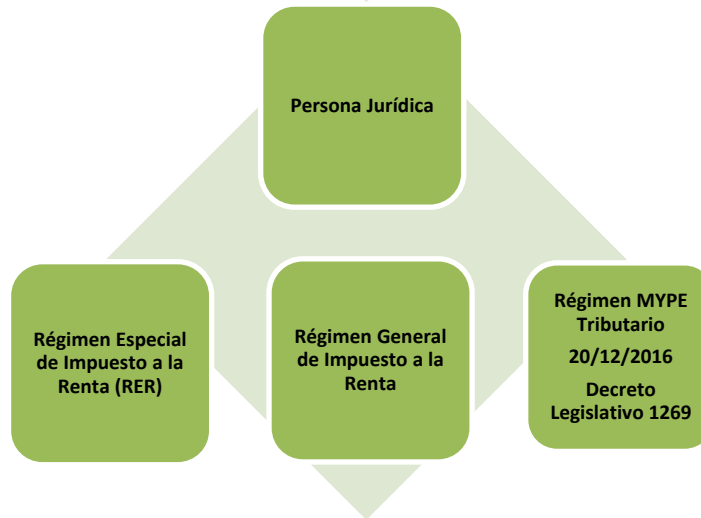 Persona Jurídica
Régimen Especial
de Impuesto a la
Renta (RER)
Régimen General
de Impuesto a la
Renta
Régimen MYPE
Tributario
20/12/2016
Decreto
Legislativo 1269